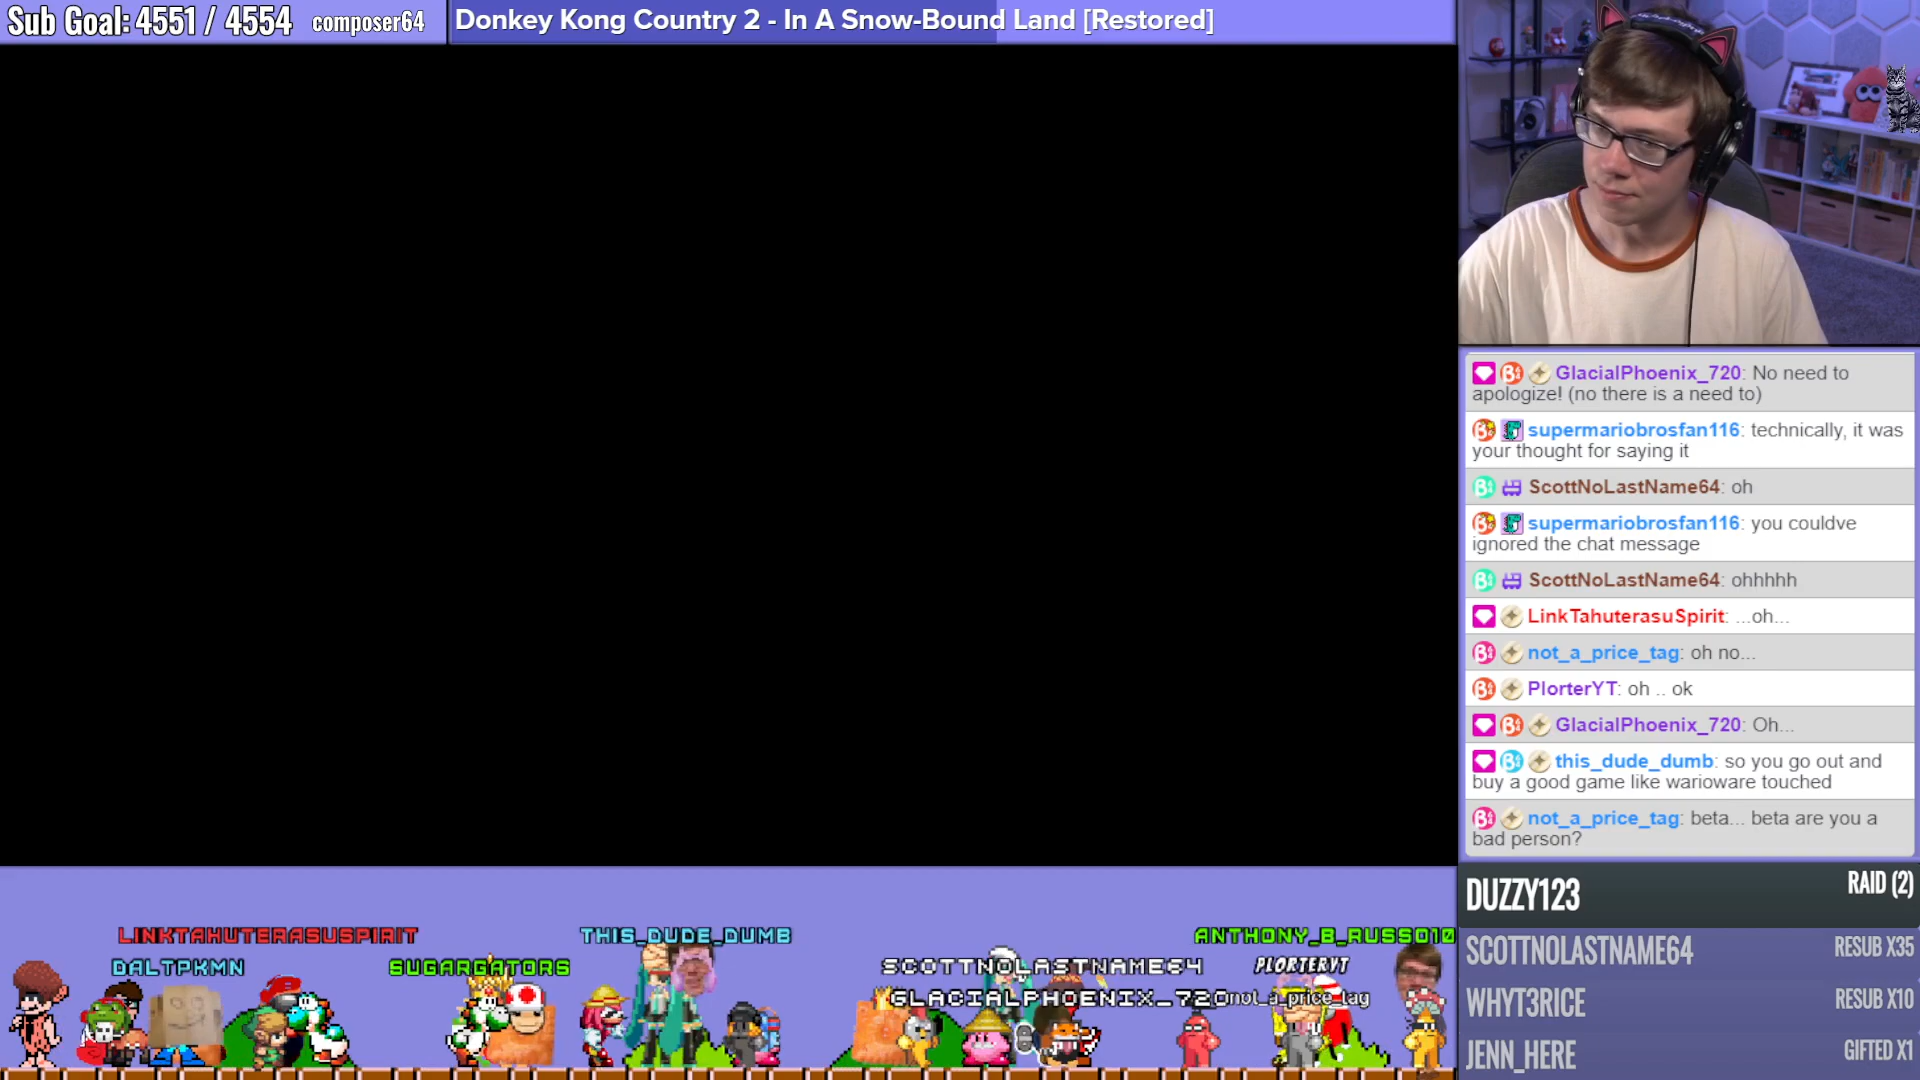 Sub Goal: 4551 / 4554 composer64
Donkey Kong Country 2 - In A Snow-Bound Land [Restored]
GlacialPhoenix_720: No need to
apologize! (no there is a need to)
supermariobrosfan116: technically, it was
your thought for saying it
ScottNoLastName64: oh
supermariobrosfan116: you couldve
ignored the chat message
ScottNoLastName64: ohhhhh
LinkTahuterasuSpirit: ...oh...
not_a_price_tag: oh no...
PlorterYT: oh .. ok
GlacialPhoenix_720: Oh...
this_dude_dumb: so you go out and
buy a good game like warioware touched
not_a_price_tag: beta... beta are you a
bad person?
DUZZY123 RAID (2)
SCOTTNOLASTNAME64 RESUB X35
WHYT3RICE RESUB X10
JENN_HERE GIFTED X1
LINKTAHUTERASUSPIRIT THIS_DUDE_DUMB ANTHONY_B_RUSSO10
DALTPKMN SUGARGATORS SCOTTNOLASTNAME64 PLORTERYT
GLACIALPHOENIX_720 not_a_price_tag